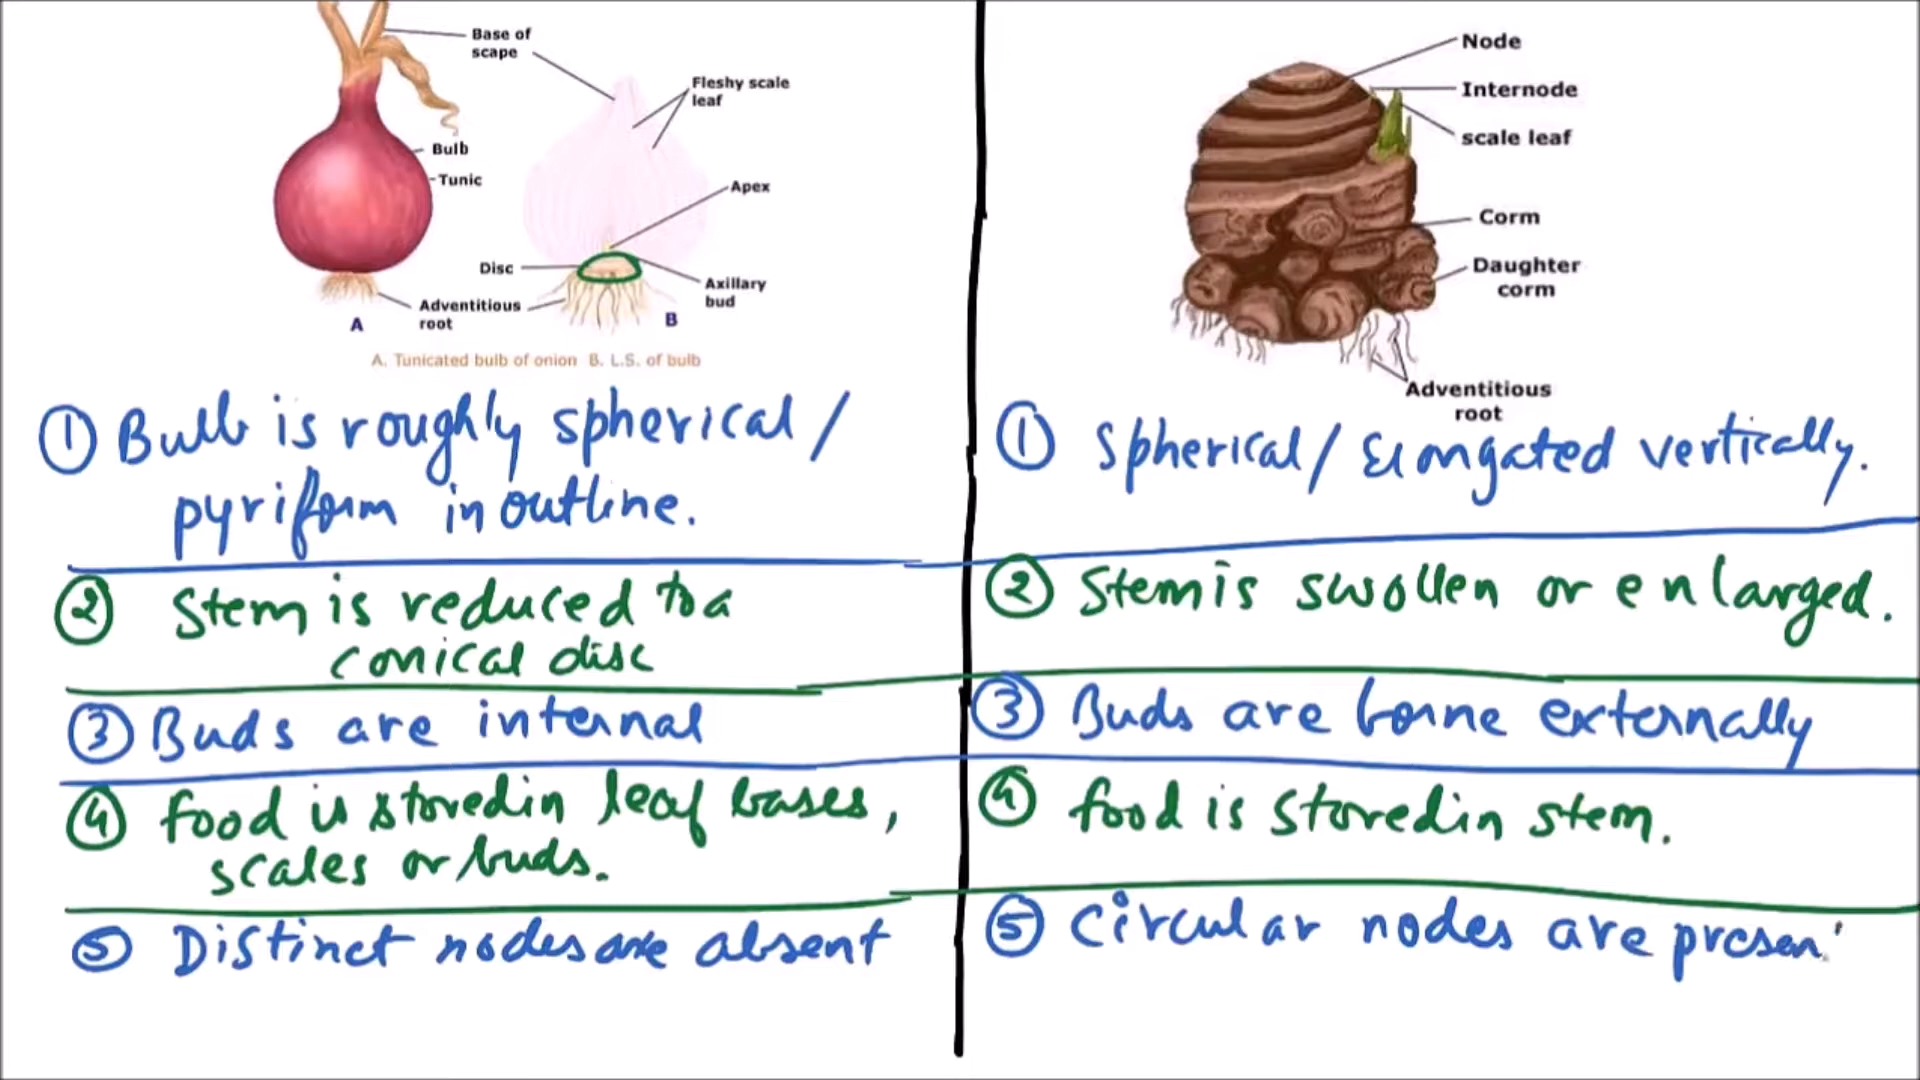 Base of
scape
Fleshy scale
leaf
Bulb
Tunic
Apex
Disc
Axillary
bud
Adventitious
root
A
B
A. Tunicated bulb of onion B. L.S. of bulb
① Bulb is roughly spherical/
pyriform in outline.
② Stem is reduced to a
conical disc
③ Buds are internal
④ food is stored in leaf bases,
scales or buds.
⑤ Distinct nodes are absent
Node
Internode
scale leaf
Corm
Daughter
corm
Adventitious
root
① Spherical/Elongated vertically.
② Stem is swollen or enlarged.
③ Buds are borne externally
④ food is stored in stem.
⑤ Circular nodes are presen